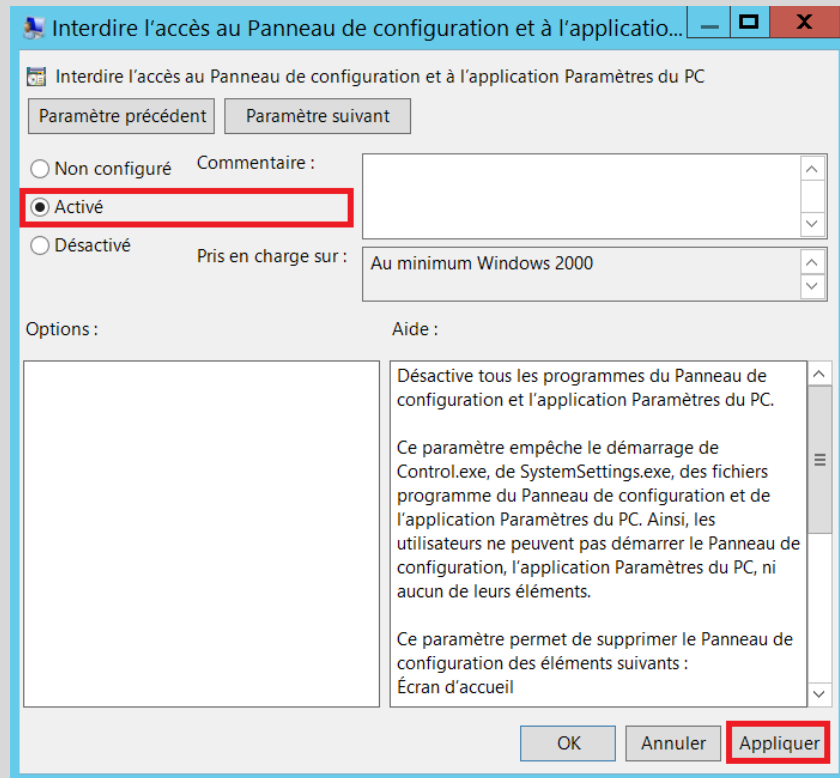 Interdire l'accès au Panneau de configuration et à l'applicatio...
Interdire l'accès au Panneau de configuration et à l'application Paramètres du PC
Paramètre précédent
Paramètre suivant
Non configuré
Commentaire :
Activé
Désactivé
Pris en charge sur :
Au minimum Windows 2000
Options :
Aide :
Désactive tous les programmes du Panneau de
configuration et l'application Paramètres du PC.
Ce paramètre empêche le démarrage de
Control.exe, de SystemSettings.exe, des fichiers
programme du Panneau de configuration et de
l'application Paramètres du PC. Ainsi, les
utilisateurs ne peuvent pas démarrer le Panneau de
configuration, l'application Paramètres du PC, ni
aucun de leurs éléments.
Ce paramètre permet de supprimer le Panneau de
configuration des éléments suivants :
Écran d'accueil
OK
Annuler
Appliquer